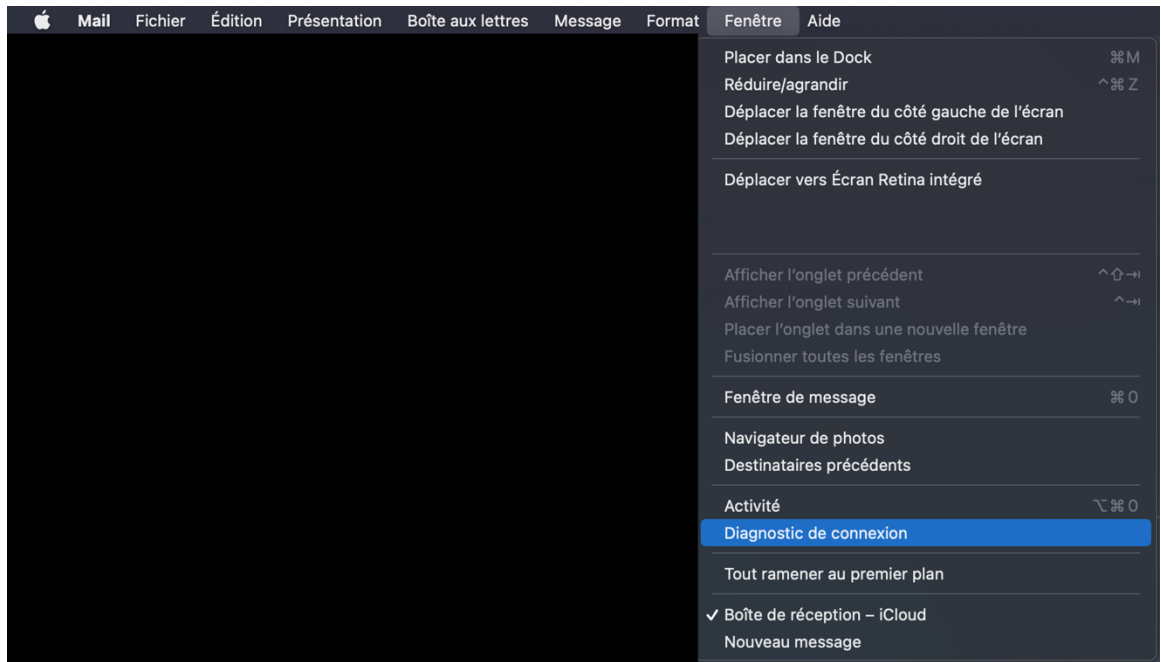 Mail Fichier Édition Présentation Boîte aux lettres Message Format Fenêtre Aide
Placer dans le Dock ⌘M
Réduire/agrandir ^⌘Z
Déplacer la fenêtre du côté gauche de l'écran
Déplacer la fenêtre du côté droit de l'écran
Déplacer vers Écran Retina intégré
Afficher l'onglet précédent ^⇧⇥
Afficher l'onglet suivant ^⇥
Placer l'onglet dans une nouvelle fenêtre
Fusionner toutes les fenêtres
Fenêtre de message ⌘0
Navigateur de photos
Destinataires précédents
Activité ⌥⌘0
Diagnostic de connexion
Tout ramener au premier plan
✓ Boîte de réception – iCloud
Nouveau message